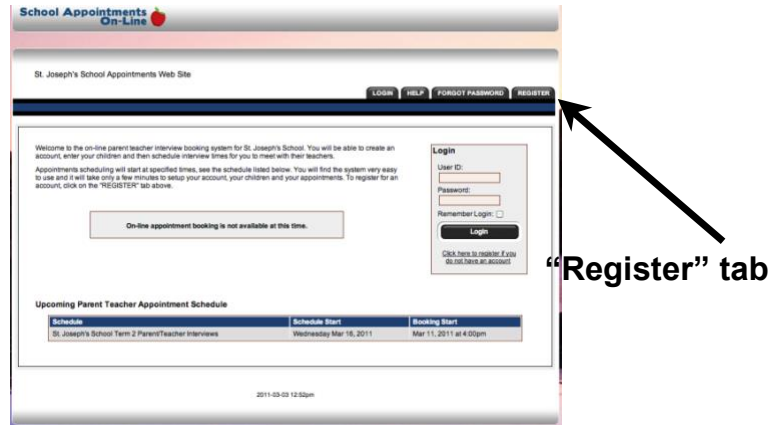 School Appointments
On-Line
St. Joseph's School Appointments Web Site
LOGIN HELP FORGOT PASSWORD REGISTER
Welcome to the on-line parent teacher interview booking system for St. Joseph's School. You will be able to create an
account, enter your children and then schedule interview times for you to meet with their teachers.
Appointments scheduling will start at specified times, see the schedule listed below. You will find the system very easy
to use and it will take only a few minutes to setup your account, your children and your appointments. To register for an
account, click on the "REGISTER" tab above.
On-line appointment booking is not available at this time.
Login
User ID:
Password:
Remember Login:
Login
Click here to register if you
do not have an account
“Register” tab
Upcoming Parent Teacher Appointment Schedule
Schedule Schedule Start Booking Start
St. Joseph's School Term 2 Parent/Teacher Interviews Wednesday Mar 16, 2011 Mar 11, 2011 at 4:00pm
2011-03-03 12:52pm